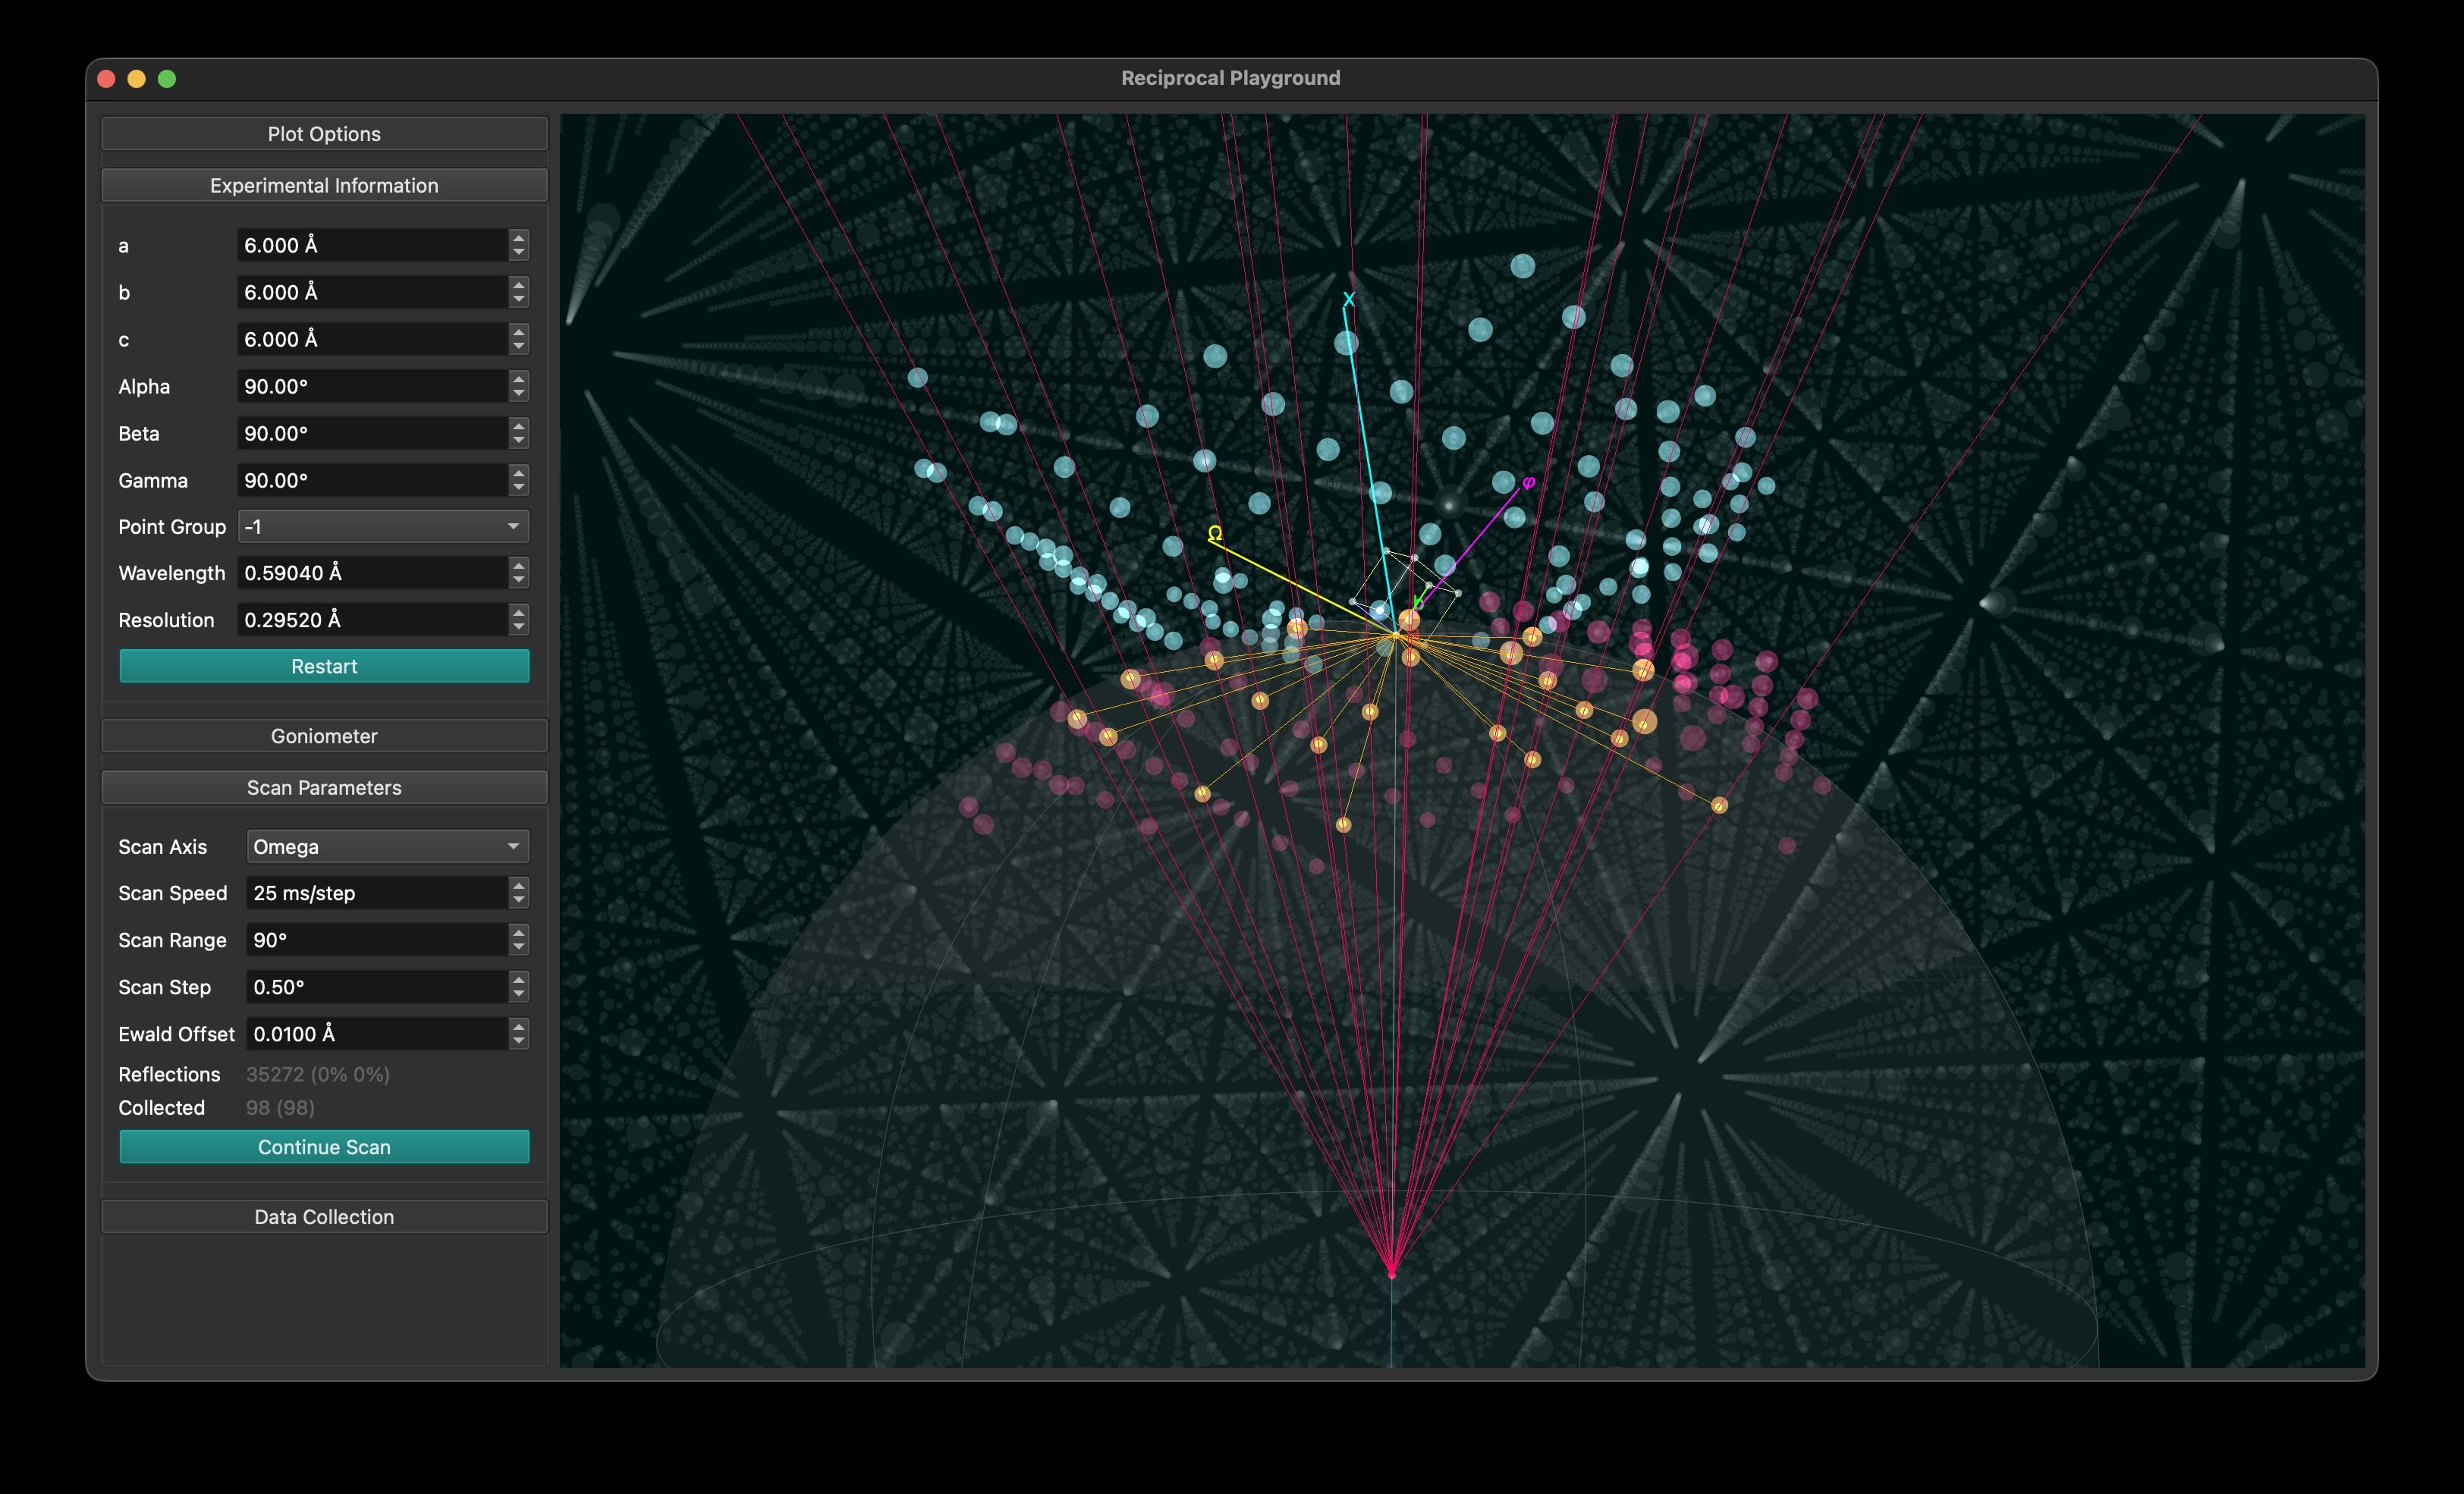 Reciprocal Playground
Plot Options
Experimental Information
a 6.000 Å
b 6.000 Å
c 6.000 Å
Alpha 90.00°
Beta 90.00°
Gamma 90.00°
Point Group -1
Wavelength 0.59040 Å
Resolution 0.29520 Å
Restart
Goniometer
Scan Parameters
Scan Axis Omega
Scan Speed 25 ms/step
Scan Range 90°
Scan Step 0.50°
Ewald Offset 0.0100 Å
Reflections 35272 (0% 0%)
Collected 98 (98)
Continue Scan
Data Collection
X
φ
Ω